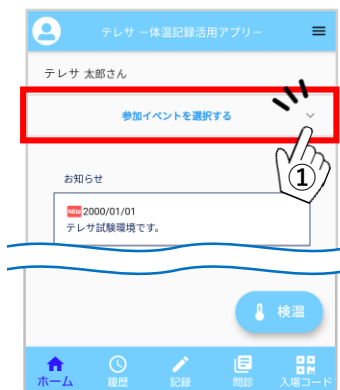 テレサ ー体温記録活用アプリー
テレサ 太郎さん
参加イベントを選択する
①
お知らせ
NEW 2000/01/01
テレサ試験環境です。
検温
ホーム 履歴 記録 問診 入場コード